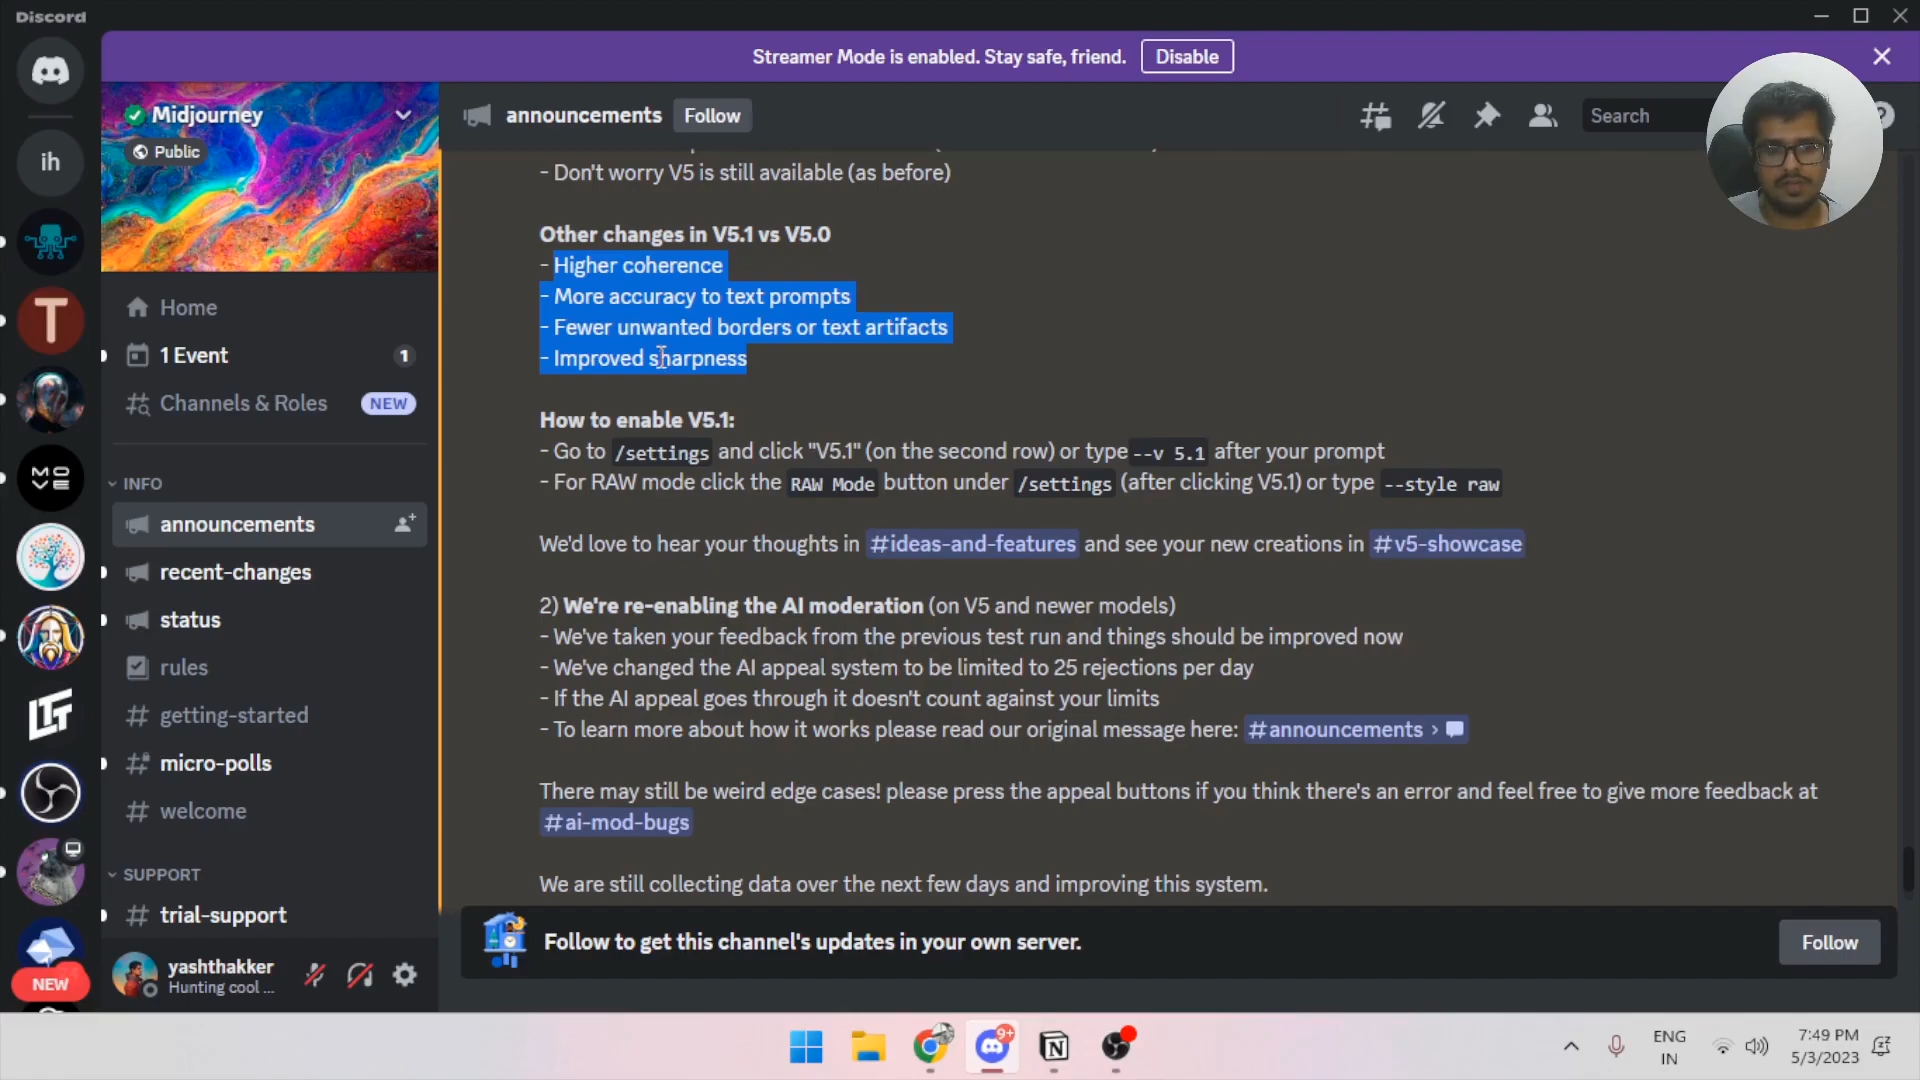 Discord
Streamer Mode is enabled. Stay safe, friend.
Disable
ih
T
MO
VE
LTT
NEW
Midjourney
Public
Home
1 Event
1
Channels & Roles
NEW
INFO
announcements
recent-changes
status
rules
getting-started
micro-polls
welcome
SUPPORT
trial-support
yashthakker
Hunting cool ...
announcements
Follow
Search
- Don't worry V5 is still available (as before)
Other changes in V5.1 vs V5.0
- Higher coherence
- More accuracy to text prompts
- Fewer unwanted borders or text artifacts
- Improved sharpness
How to enable V5.1:
- Go to /settings and click "V5.1" (on the second row) or type --v 5.1 after your prompt
- For RAW mode click the RAW Mode button under /settings (after clicking V5.1) or type --style raw
We'd love to hear your thoughts in #ideas-and-features and see your new creations in #v5-showcase
2) We're re-enabling the AI moderation (on V5 and newer models)
- We've taken your feedback from the previous test run and things should be improved now
- We've changed the AI appeal system to be limited to 25 rejections per day
- If the AI appeal goes through it doesn't count against your limits
- To learn more about how it works please read our original message here: #announcements ›
There may still be weird edge cases! please press the appeal buttons if you think there's an error and feel free to give more feedback at
#ai-mod-bugs
We are still collecting data over the next few days and improving this system.
Follow to get this channel's updates in your own server.
Follow
9+
ENG
IN
7:49 PM
5/3/2023